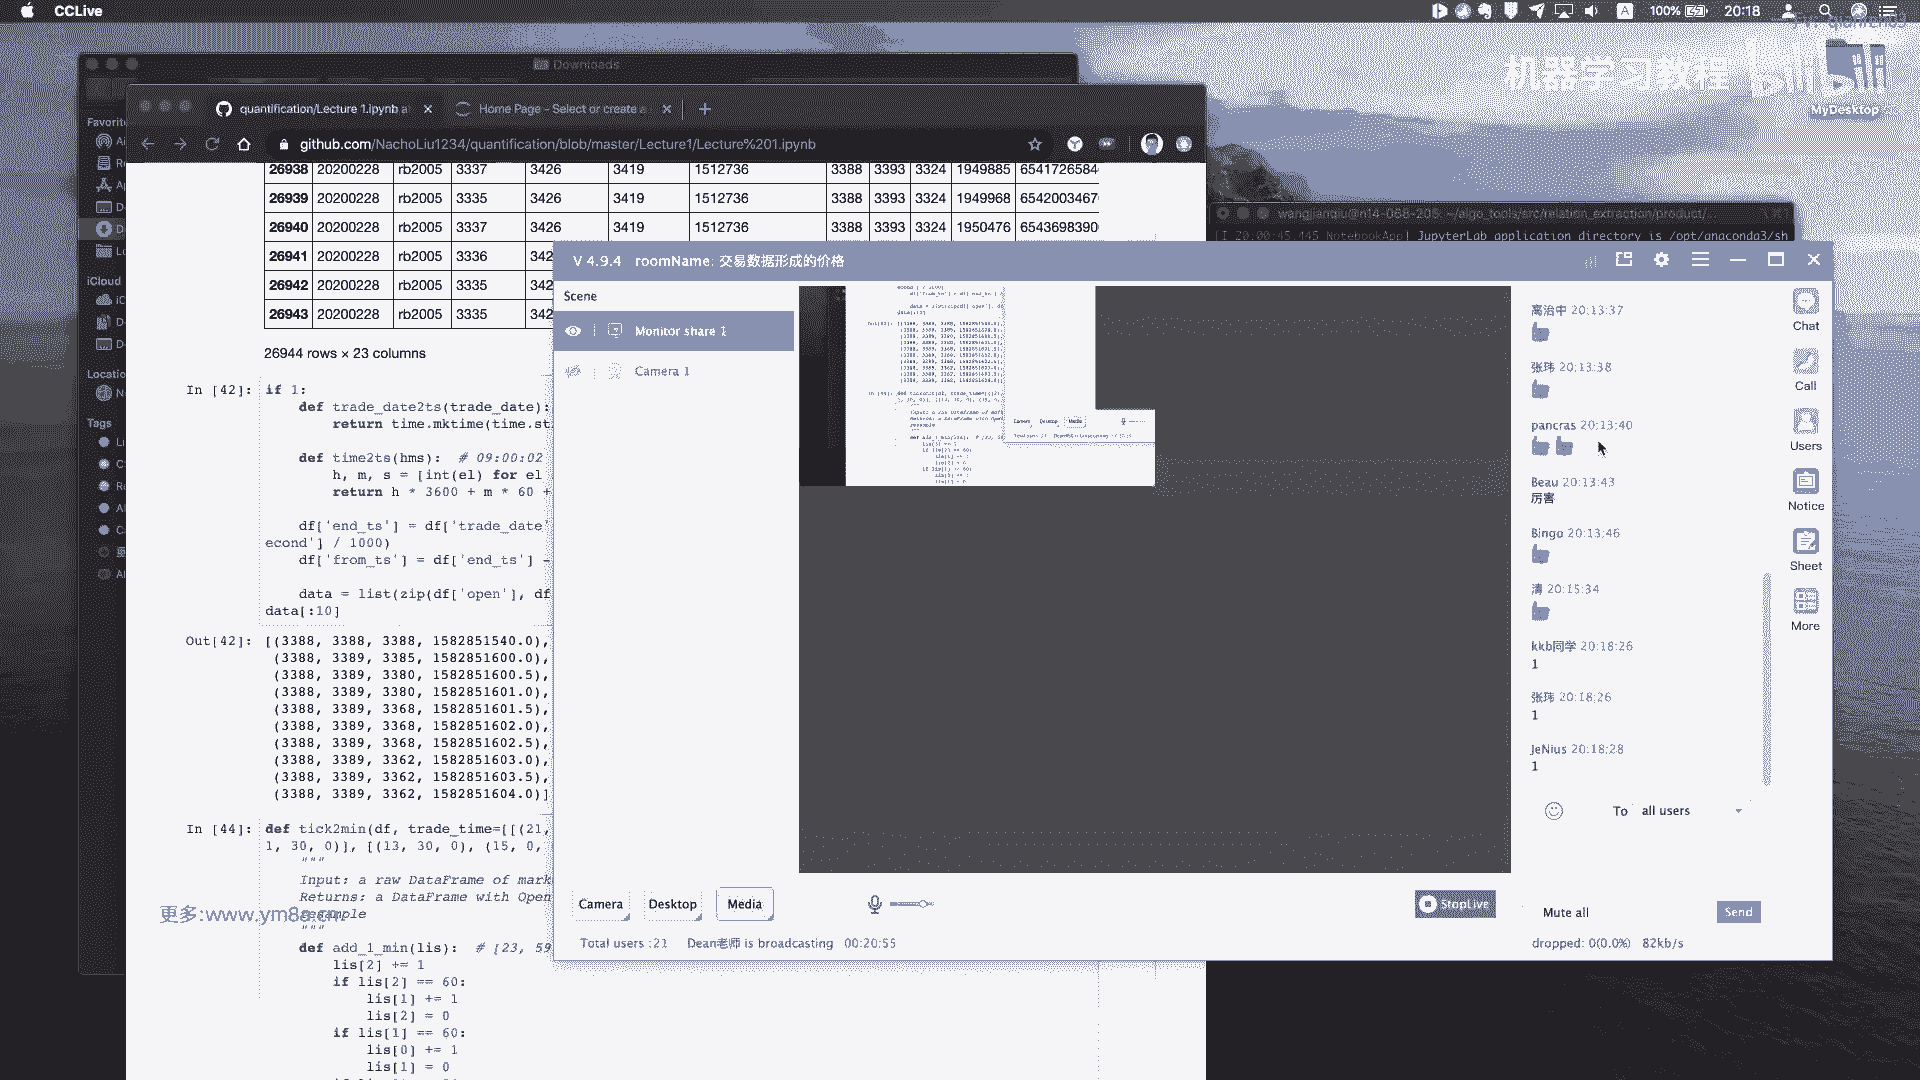 CCLive
100%
20:18
机器学习教程
bilibili
MyDesktop
Downloads
quantification/Lecture 1.ipynb a
Home Page - Select or create a
github.com/NachoLiu1234/quantification/blob/master/Lecture1/Lecture%201.ipynb
Favorit
iCloud
Locatio
Tags
26938 20200228 rb2005 3337 3426 3419 1512736 3388 3393 3324 1949885 6541726584
26939 20200228 rb2005 3335 3426 3419 1512736 3388 3393 3324 1949968 6542003467
26940 20200228 rb2005 3337 3426 3419 1512736 3388 3393 3324 1950476 6543698390
26941 20200228 rb2005 3336 342
26942 20200228 rb2005 3335 342
26943 20200228 rb2005 3335 342
26944 rows × 23 columns
In [42]: if 1:
def trade_date2ts(trade_date):
return time.mktime(time.st
def time2ts(hms): # 09:00:02
h, m, s = [int(el) for el
return h * 3600 + m * 60 +
df['end_ts'] = df['trade_date'
econd'] / 1000)
df['from_ts'] = df['end_ts'] -
data = list(zip(df['open'], df
data[:10]
Out[42]: [(3388, 3388, 3388, 1582851540.0),
(3388, 3389, 3385, 1582851600.0),
(3388, 3389, 3380, 1582851600.5),
(3388, 3389, 3380, 1582851601.0),
(3388, 3389, 3368, 1582851601.5),
(3388, 3389, 3368, 1582851602.0),
(3388, 3389, 3368, 1582851602.5),
(3388, 3389, 3362, 1582851603.0),
(3388, 3389, 3362, 1582851603.5),
(3388, 3389, 3362, 1582851604.0)]
In [44]: def tick2min(df, trade_time=[[(21,
1, 30, 0)], [(13, 30, 0), (15, 0,
"""
Input: a raw DataFrame of mark
Returns: a DataFrame with Open
resample
"""
更多:www.ym8a.cn
def add_1_min(lis): # [23, 59
lis[2] += 1
if lis[2] == 60:
lis[1] += 1
lis[2] = 0
if lis[1] == 60:
lis[0] += 1
lis[1] = 0
wangjianqiu@n14-068-205: ~/algo_tools/src/relation_extraction/product/...
[I 20:00:45.445 NotebookApp] JupyterLab application directory is /opt/anaconda3/sh
V 4.9.4 roomName: 交易数据形成的价格
Scene
Monitor share 1
Camera 1
高治中 20:13:37
张玮 20:13:38
pancras 20:13:40
Beau 20:13:43
厉害
Bingo 20:13:46
清 20:15:34
kkb同学 20:18:26
1
张玮 20:18:26
1
JeNius 20:18:28
1
To all users
Chat
Call
Users
Notice
Sheet
More
Camera
Desktop
Media
StopLive
Mute all
Send
Total users :21 Dean老师 is broadcasting 00:20:55
dropped: 0(0.0%) 82kb/s